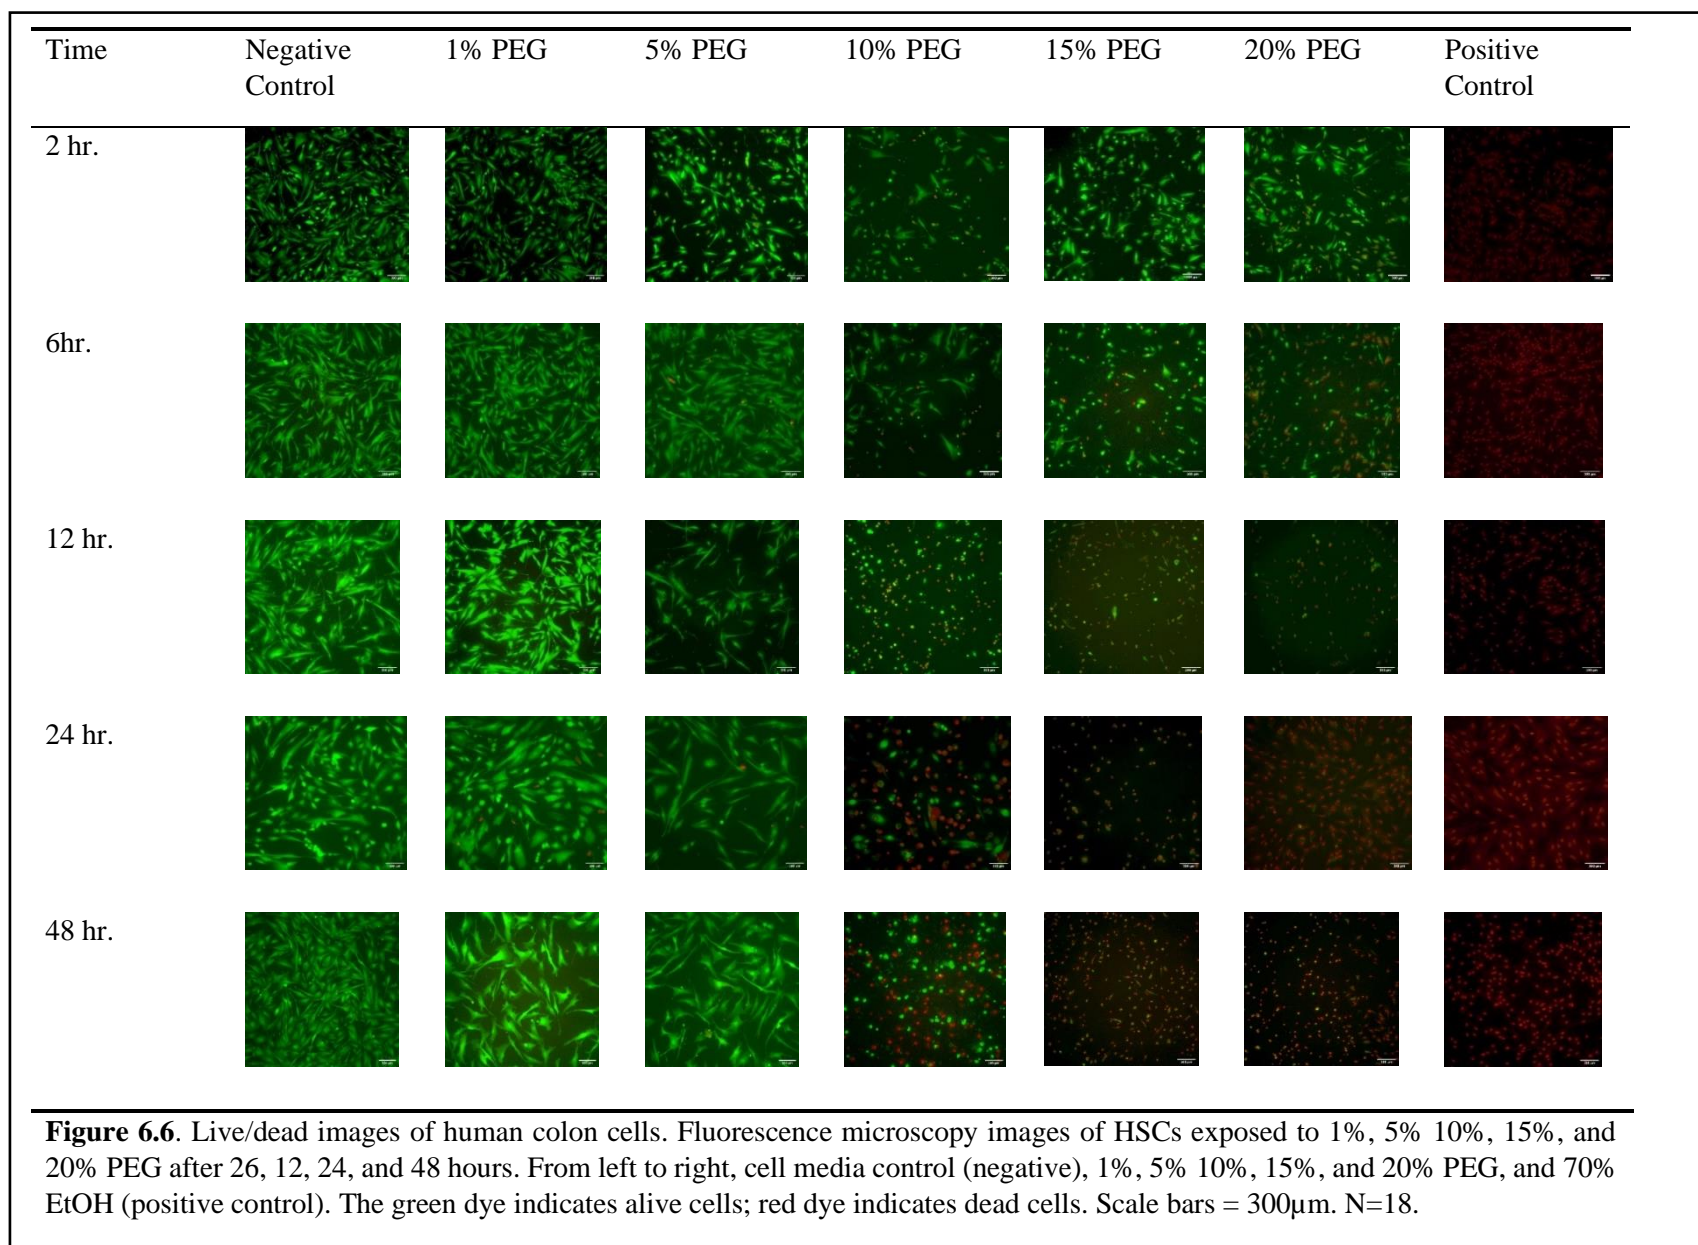 Time Negative Control 1% PEG 5% PEG 10% PEG 15% PEG 20% PEG Positive Control
2 hr.
6hr.
12 hr.
24 hr.
48 hr.
Figure 6.6. Live/dead images of human colon cells. Fluorescence microscopy images of HSCs exposed to 1%, 5% 10%, 15%, and
20% PEG after 26, 12, 24, and 48 hours. From left to right, cell media control (negative), 1%, 5% 10%, 15%, and 20% PEG, and 70%
EtOH (positive control). The green dye indicates alive cells; red dye indicates dead cells. Scale bars = 300µm. N=18.